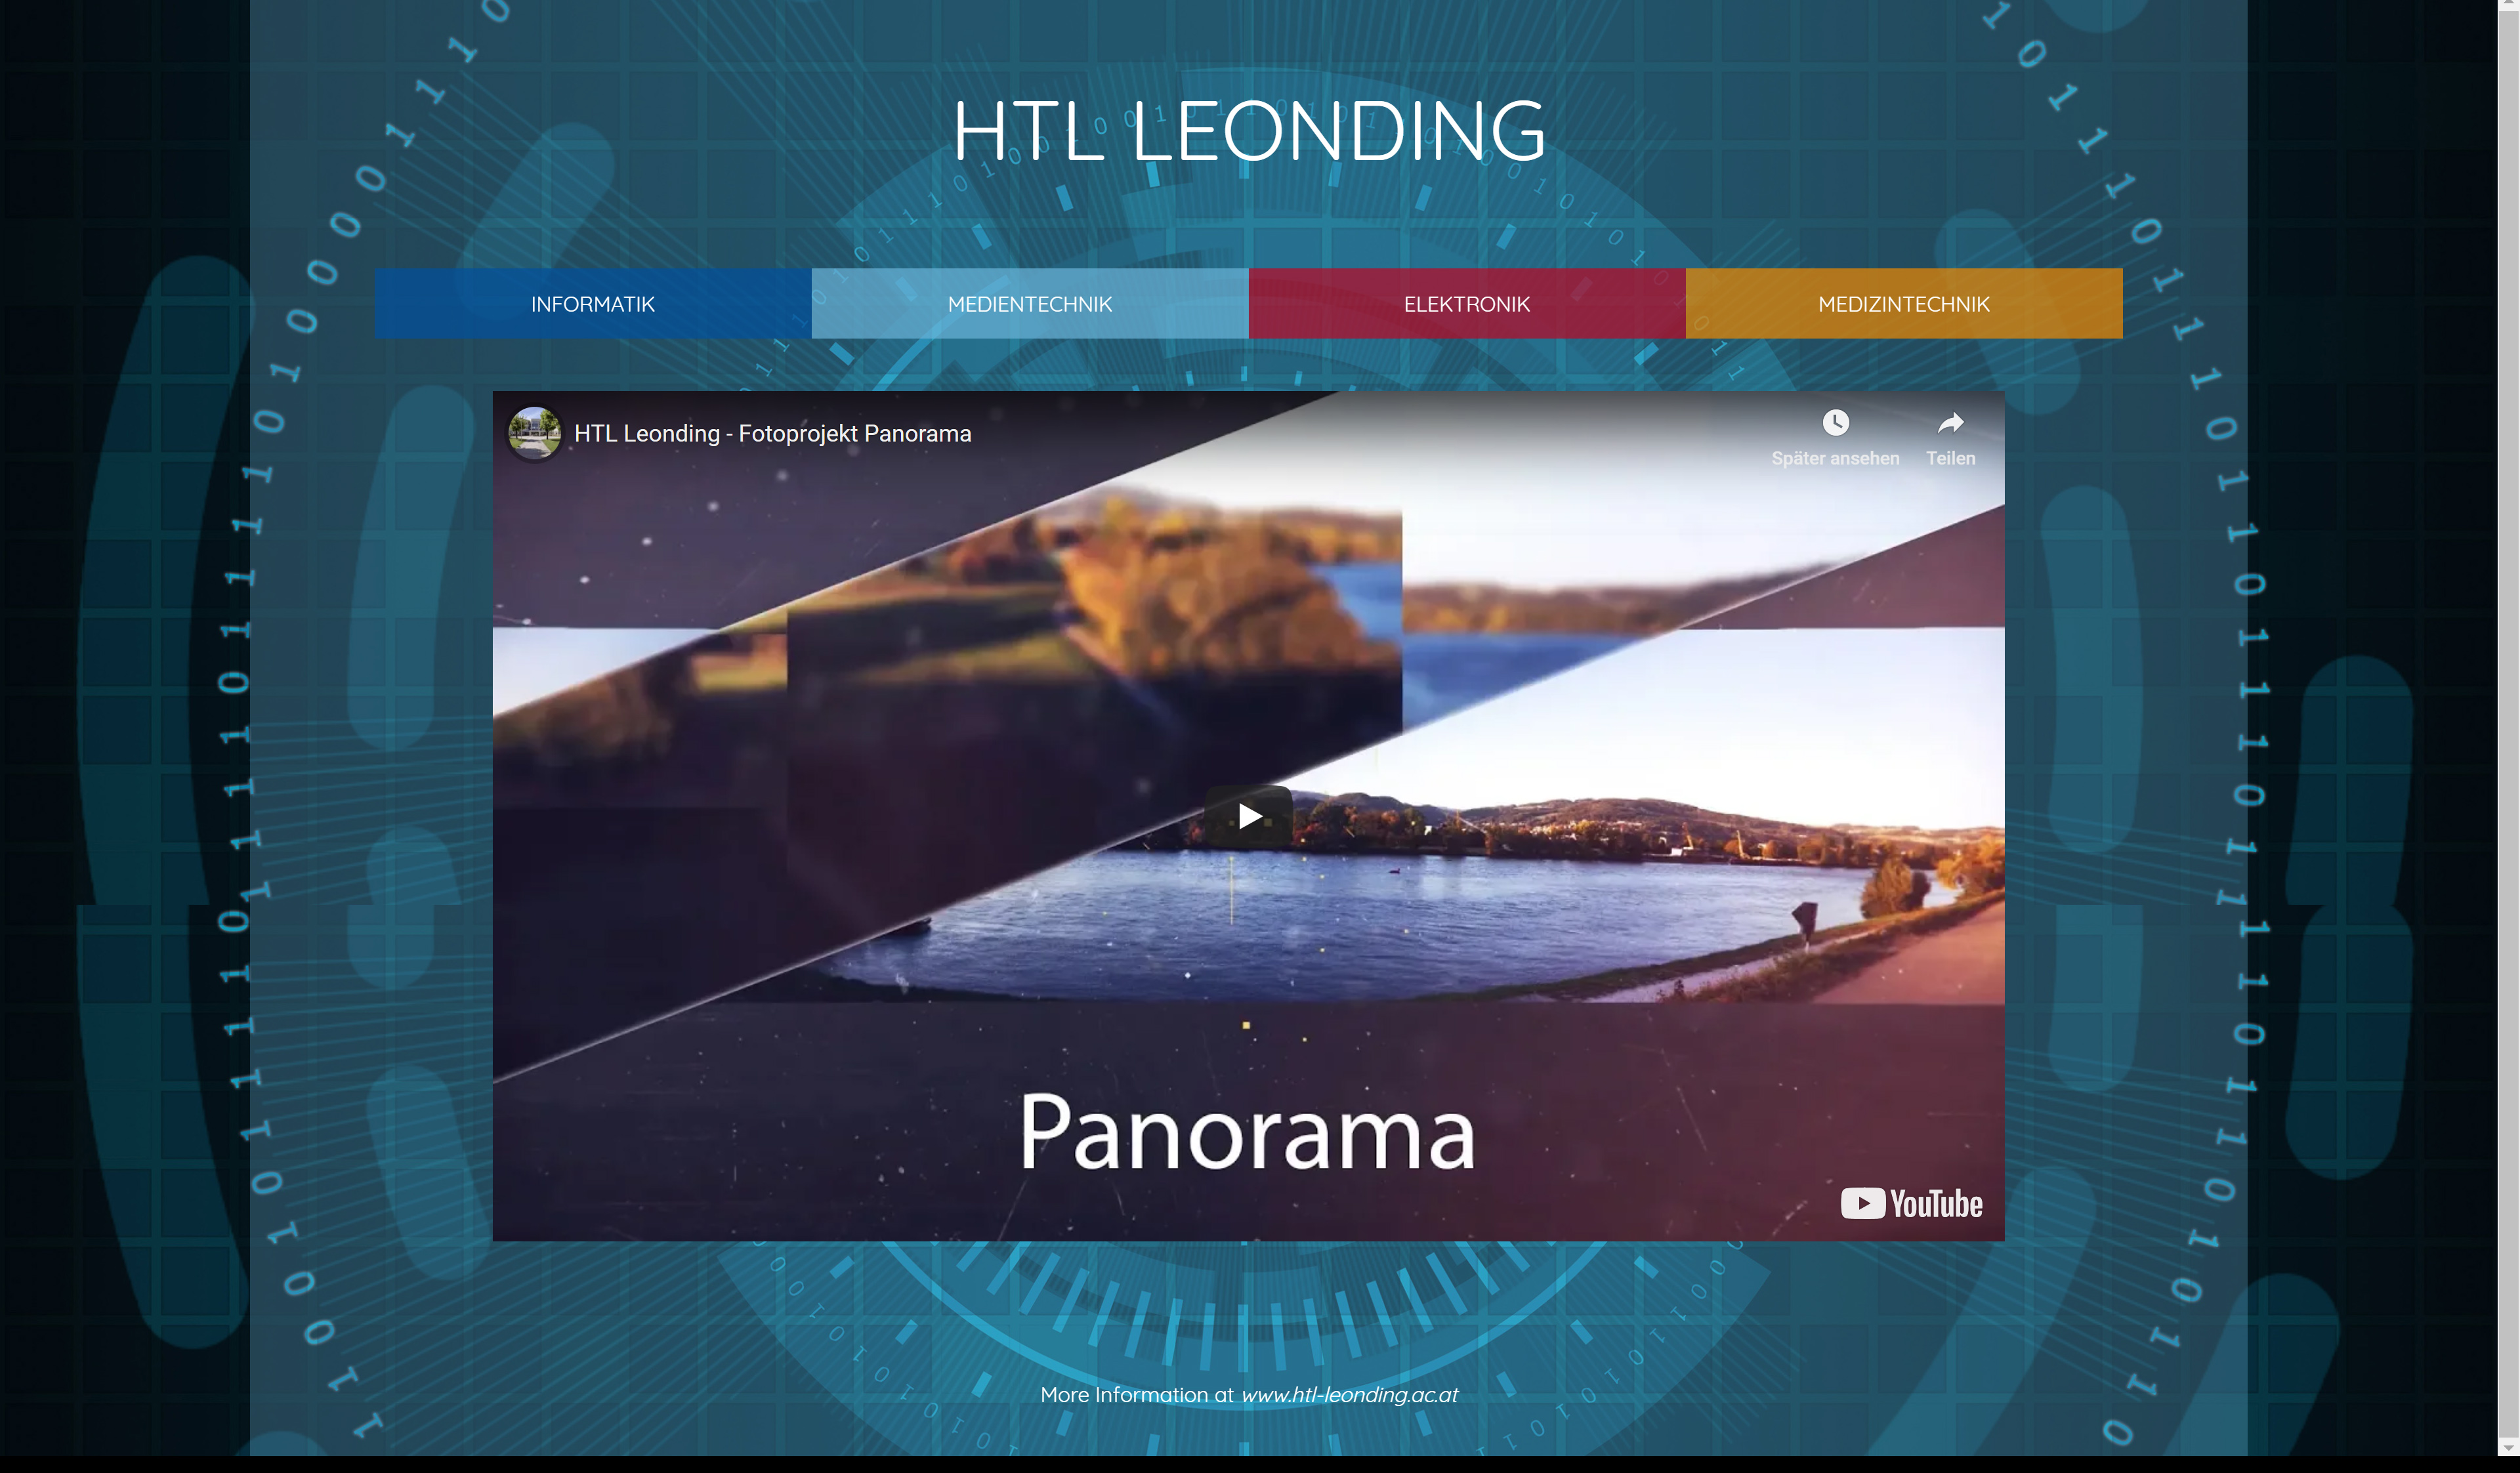 HTL LEONDING
INFORMATIK MEDIENTECHNIK ELEKTRONIK MEDIZINTECHNIK
HTL Leonding - Fotoprojekt Panorama
Später ansehen Teilen
Panorama
YouTube
More Information at www.htl-leonding.ac.at